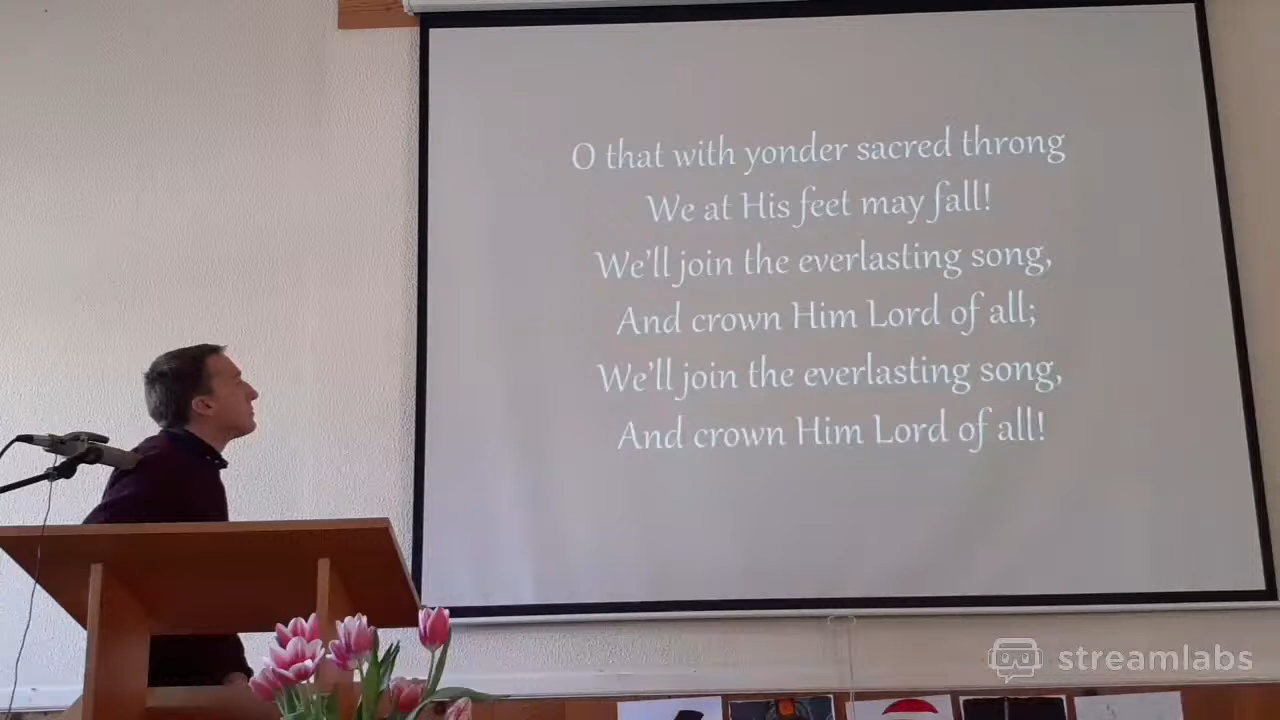 O that with yonder sacred throng
We at His feet may fall!
We'll join the everlasting song,
And crown Him Lord of all;
We'll join the everlasting song,
And crown Him Lord of all!
streamlabs